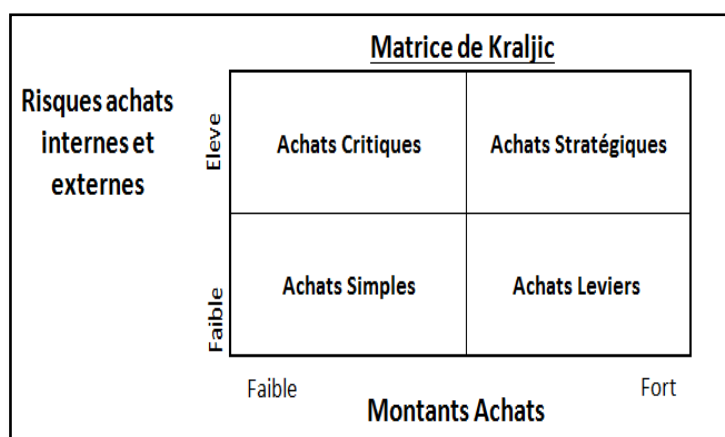 Matrice de Kraljic
Risques achats
internes et
externes
Eleve
Achats Critiques
Achats Stratégiques
Faible
Achats Simples
Achats Leviers
Faible
Fort
Montants Achats